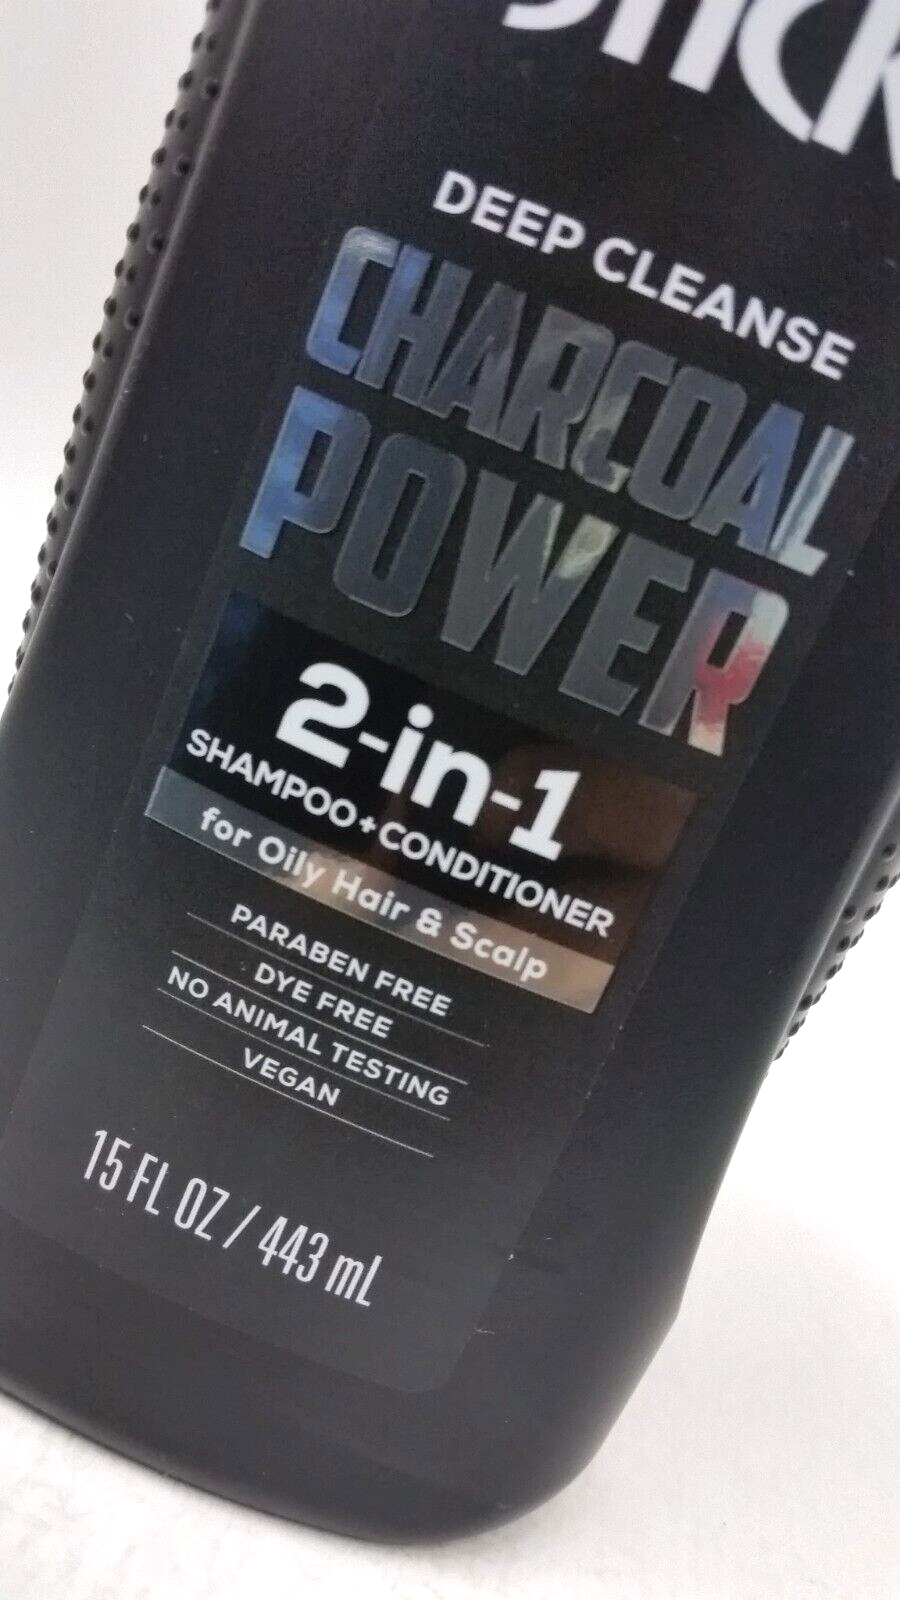 DEEP CLEANSE
CHARCOAL
POWER
2-in-1
SHAMPOO+CONDITIONER
for Oily Hair & Scalp
PARABEN FREE
DYE FREE
NO ANIMAL TESTING
VEGAN
15 FL OZ / 443 mL